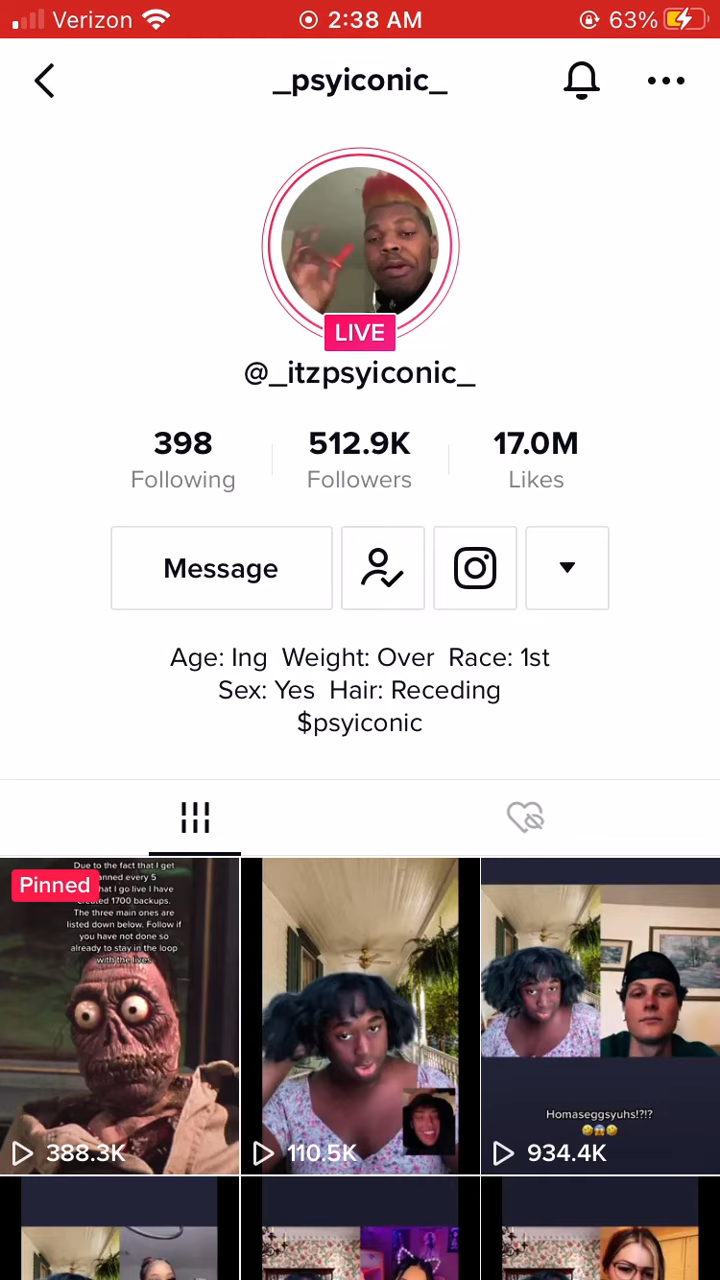 Verizon 2:38 AM 63%
_psyiconic_
LIVE
@_itzpsyiconic_
398 512.9K 17.0M
Following Followers Likes
Message
Age: Ing Weight: Over Race: 1st
Sex: Yes Hair: Receding
$psyiconic
Pinned
Due to the fact that I get
every 5
that I go live I have
1700 backups.
The three main ones are
listed down below. Follow if
you have not done so
already to stay in the loop
with the lives
388.3K
110.5K
Homaseggsyuhs!?!?
🤣😱🤣
934.4K